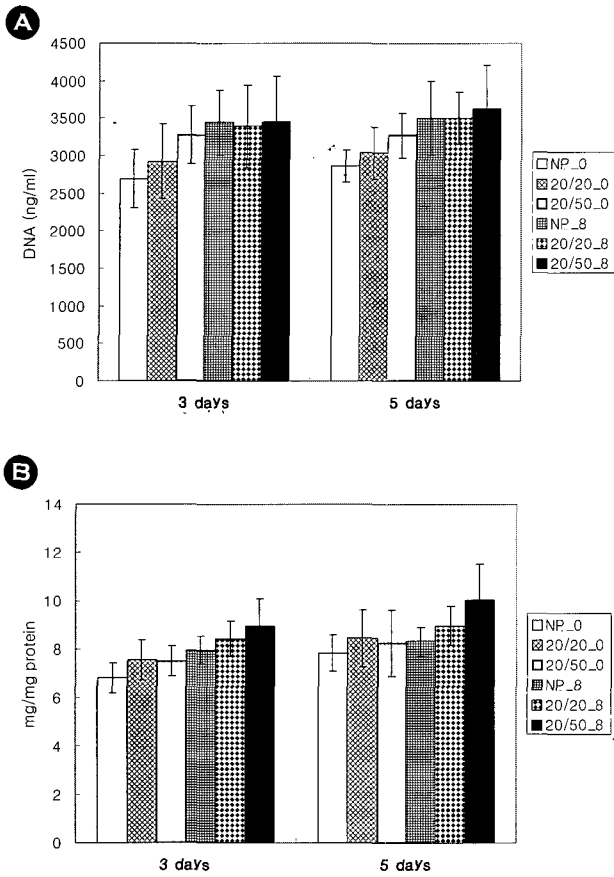 A
4500
4000
3500
3000
2500
2000
1500
1000
500
0
DNA (ng/ml)
3 days
5 days
NP_0
20/20_0
20/50_0
NP_8
20/20_8
20/50_8
B
14
12
10
8
6
4
2
0
mg/mg protein
3 days
5 days
NP_0
20/20_0
20/50_0
NP_8
20/20_8
20/50_8